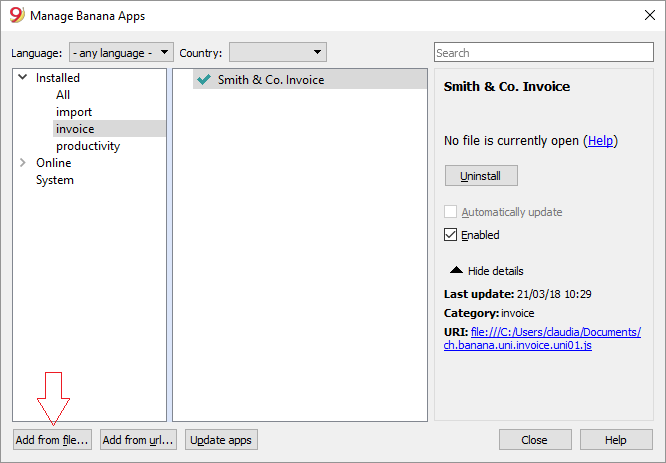 Manage Banana Apps
Language: - any language - Country:
Search
Installed
All
import
invoice
productivity
Online
System
Smith & Co. Invoice
Smith & Co. Invoice
No file is currently open (Help)
Uninstall
Automatically update
Enabled
Hide details
Last update: 21/03/18 10:29
Category: invoice
URI: file:///C:/Users/claudia/Documents/
ch.banana.uni.invoice.uni01.js
Add from file... Add from url... Update apps Close Help